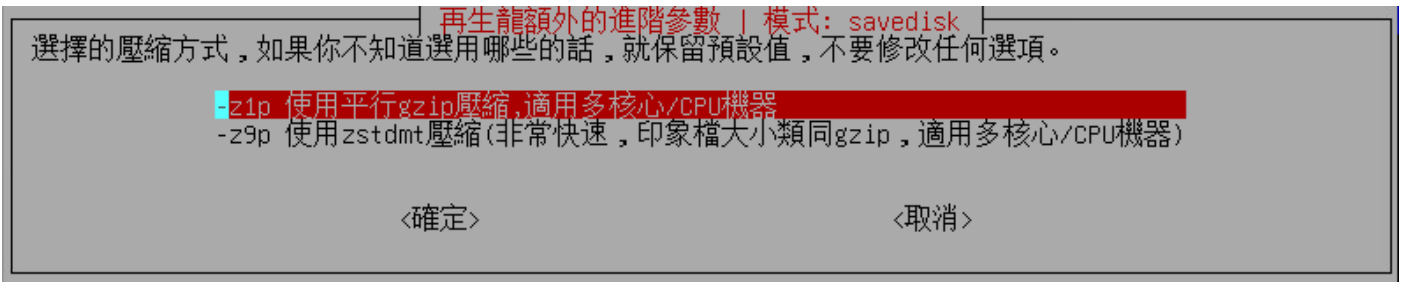 再生龍額外的進階參數 | 模式: savedisk
選擇的壓縮方式,如果你不知道選用哪些的話,就保留預設值,不要修改任何選項。
-z1p 使用平行gzip壓縮,適用多核心/CPU機器
-z9p 使用zstdmt壓縮(非常快速,印象檔大小類同gzip,適用多核心/CPU機器)
<確定> <取消>